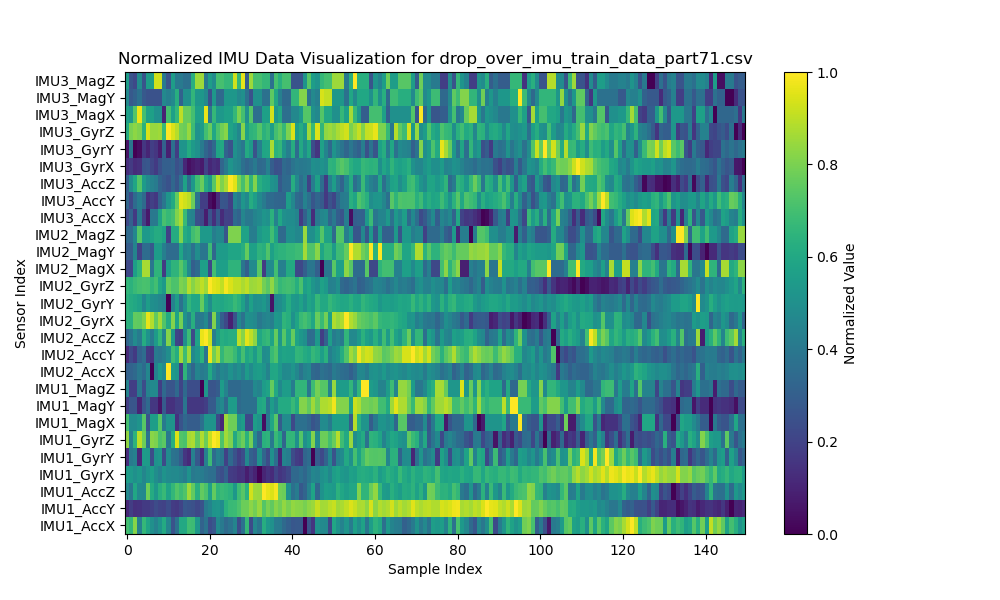 Normalized IMU Data Visualization for drop_over_imu_train_data_part71.csv
IMU3_MagZ
IMU3_MagY
IMU3_MagX
IMU3_GyrZ
IMU3_GyrY
IMU3_GyrX
IMU3_AccZ
IMU3_AccY
IMU3_AccX
IMU2_MagZ
IMU2_MagY
IMU2_MagX
IMU2_GyrZ
IMU2_GyrY
IMU2_GyrX
IMU2_AccZ
IMU2_AccY
IMU2_AccX
IMU1_MagZ
IMU1_MagY
IMU1_MagX
IMU1_GyrZ
IMU1_GyrY
IMU1_GyrX
IMU1_AccZ
IMU1_AccY
IMU1_AccX
Sensor Index
0 20 40 60 80 100 120 140
Sample Index
1.0
0.8
0.6
0.4
0.2
0.0
Normalized Value